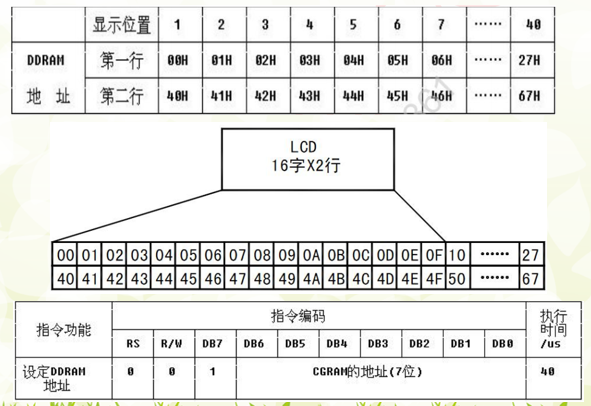 显示位置 1 2 3 4 5 6 7 …… 40
DDRAM 第一行 00H 01H 02H 03H 04H 05H 06H …… 27H
地 址 第二行 40H 41H 42H 43H 44H 45H 46H …… 67H
LCD
16字X2行
00 01 02 03 04 05 06 07 08 09 0A 0B 0C 0D 0E 0F 10 …… 27
40 41 42 43 44 45 46 47 48 49 4A 4B 4C 4D 4E 4F 50 …… 67
指令功能 指令编码 执行时间/us
RS R/W DB7 DB6 DB5 DB4 DB3 DB2 DB1 DB0
设定DDRAM地址 0 0 1 CGRAM的地址(7位) 40